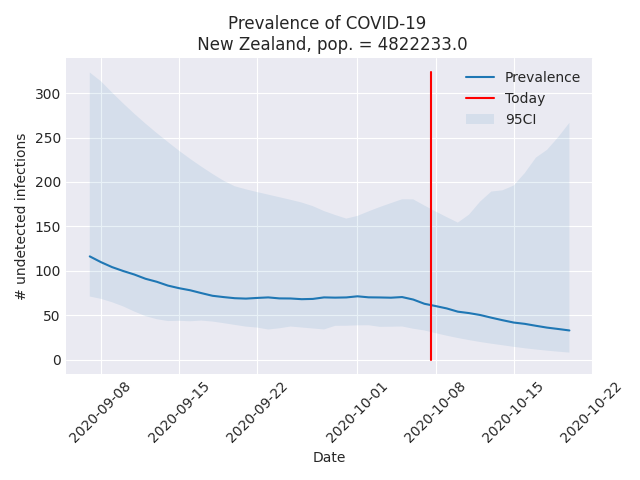 Prevalence of COVID-19
New Zealand, pop. = 4822233.0
Prevalence
Today
95CI
300
250
200
150
100
50
0
# undetected infections
2020-09-08
2020-09-15
2020-09-22
2020-10-01
2020-10-08
2020-10-15
2020-10-22
Date